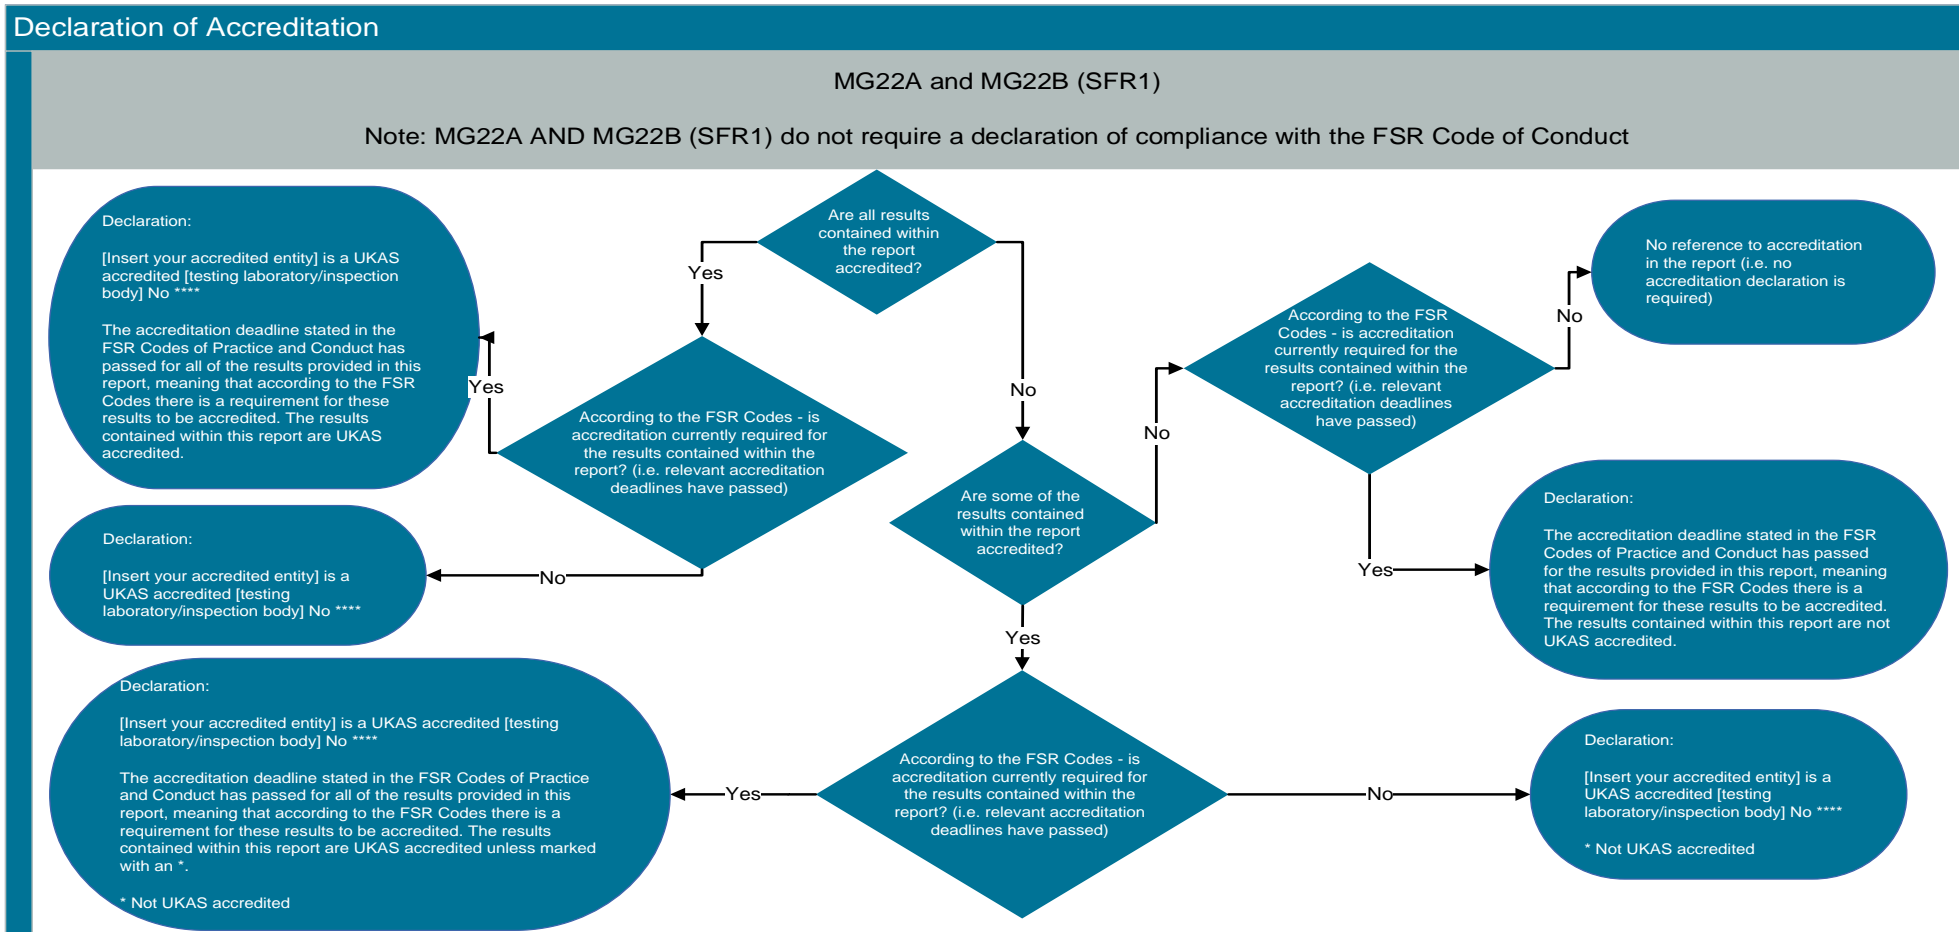 Declaration of Accreditation
MG22A and MG22B (SFR1)
Note: MG22A AND MG22B (SFR1) do not require a declaration of compliance with the FSR Code of Conduct
Are all results
contained within
the report
accredited?
Yes
No
Declaration:
[Insert your accredited entity] is a UKAS
accredited [testing laboratory/inspection
body] No ****
The accreditation deadline stated in the
FSR Codes of Practice and Conduct has
passed for all of the results provided in this
report, meaning that according to the FSR
Codes there is a requirement for these
results to be accredited. The results
contained within this report are UKAS
accredited.
Yes
According to the FSR Codes - is
accreditation currently required for
the results contained within the
report? (i.e. relevant accreditation
deadlines have passed)
No
Declaration:
[Insert your accredited entity] is a
UKAS accredited [testing
laboratory/inspection body] No ****
Are some of the
results contained
within the report
accredited?
No
Yes
According to the FSR
Codes - is accreditation
currently required for the
results contained within the
report? (i.e. relevant
accreditation deadlines
have passed)
No
No reference to accreditation
in the report (i.e. no
accreditation declaration is
required)
Yes
Declaration:
The accreditation deadline stated in the FSR
Codes of Practice and Conduct has passed
for the results provided in this report, meaning
that according to the FSR Codes there is a
requirement for these results to be accredited.
The results contained within this report are not
UKAS accredited.
Declaration:
[Insert your accredited entity] is a UKAS accredited [testing
laboratory/inspection body] No ****
The accreditation deadline stated in the FSR Codes of Practice
and Conduct has passed for all of the results provided in this
report, meaning that according to the FSR Codes there is a
requirement for these results to be accredited. The results
contained within this report are UKAS accredited unless marked
with an *.
* Not UKAS accredited
Yes
According to the FSR Codes - is
accreditation currently required for
the results contained within the
report? (i.e. relevant accreditation
deadlines have passed)
No
Declaration:
[Insert your accredited entity] is a
UKAS accredited [testing
laboratory/inspection body] No ****
* Not UKAS accredited